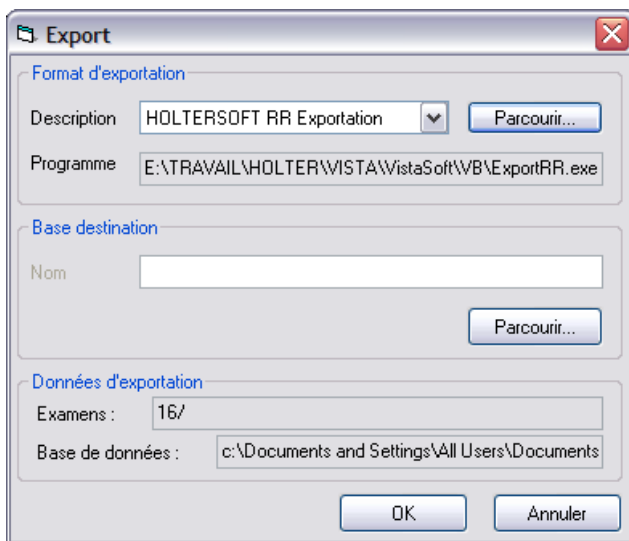 Export
Format d'exportation
Description HOLTERSOFT RR Exportation Parcourir...
Programme E:\TRAVAIL\HOLTER\VISTA\VistaSoft\VB\ExportRR.exe
Base destination
Nom
Parcourir...
Données d'exportation
Examens : 16/
Base de données : c:\Documents and Settings\All Users\Documents
OK Annuler